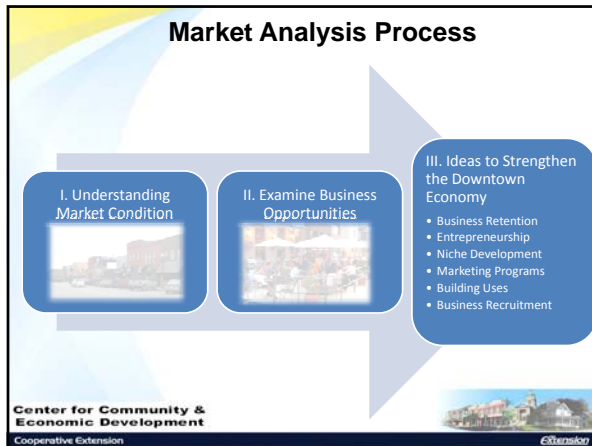 Market Analysis Process
I. Understanding
Market Condition
II. Examine Business
Opportunities
III. Ideas to Strengthen
the Downtown
Economy
• Business Retention
• Entrepreneurship
• Niche Development
• Marketing Programs
• Building Uses
• Business Recruitment
Center for Community &
Economic Development
Cooperative Extension
Extension